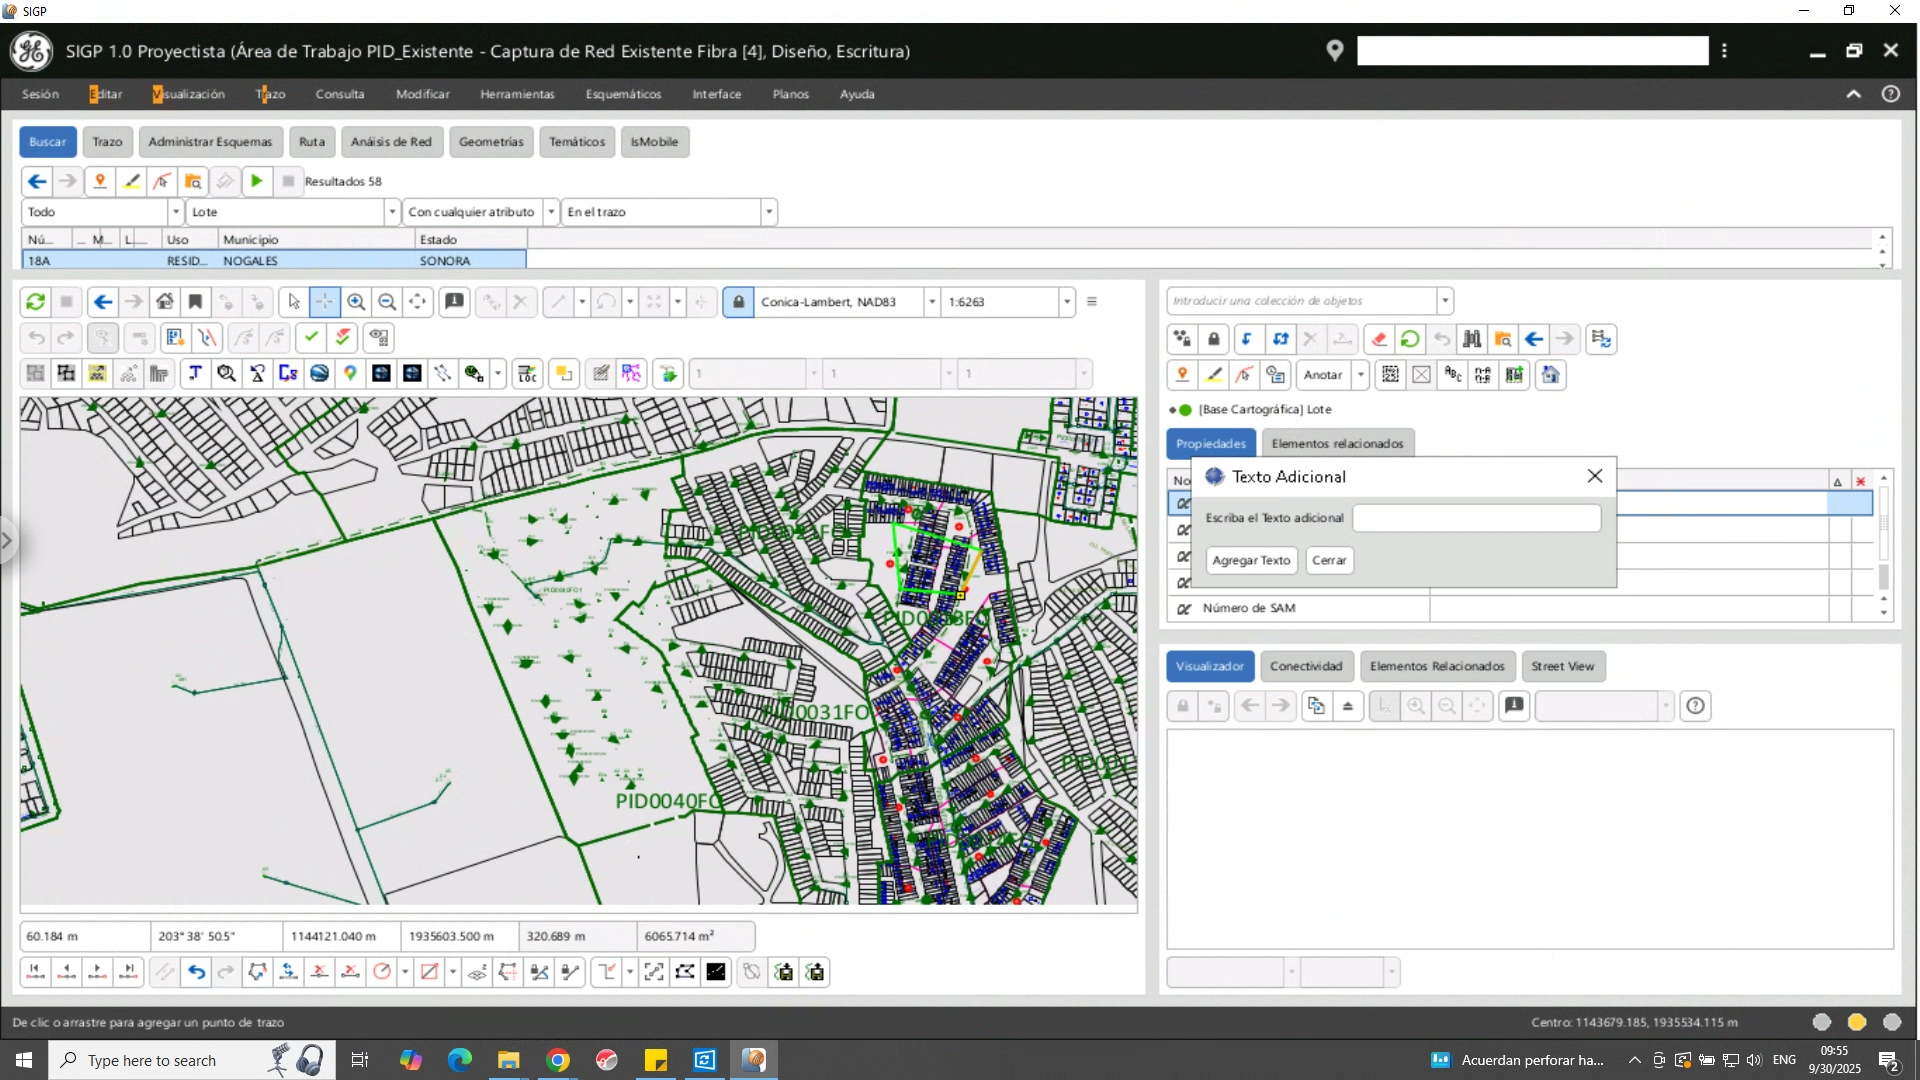 SIGP
SIGP 1.0 Proyectista (Área de Trabajo PID_Existente - Captura de Red Existente Fibra [4], Diseño, Escritura)
Sesión Editar Visualización Trazo Consulta Modificar Herramientas Esquemáticos Interface Planos Ayuda
Buscar Trazo Administrar Esquemas Ruta Anáisis de Red Geometrías Temáticos IsMobile
Resultados 58
Todo Lote Con cualquier atributo En el trazo
Nú... ... M... L... Uso Municipio Estado
18A RESID... NOGALES SONORA
Conica-Lambert, NAD83 1:6263
Introducir una colección de objetos
LOC 1 1 1
Anotar
[Base Cartográfica] Lote
Propiedades Elementos relacionados
No
Texto Adicional
Escriba el Texto adicional
Agregar Texto Cerrar
Número de SAM
PID0031FO
PID0040FO
Visualizador Conectividad Elementos Relacionados Street View
60.184 m 203° 38' 50.5" 1144121.040 m 1935603.500 m 320.689 m 6065.714 m²
De clic o arrastre para agregar un punto de trazo
Centro: 1143679.185, 1935534.115 m
Type here to search
Acuerdan perforar ha...
ENG
09:55
9/30/2025
2